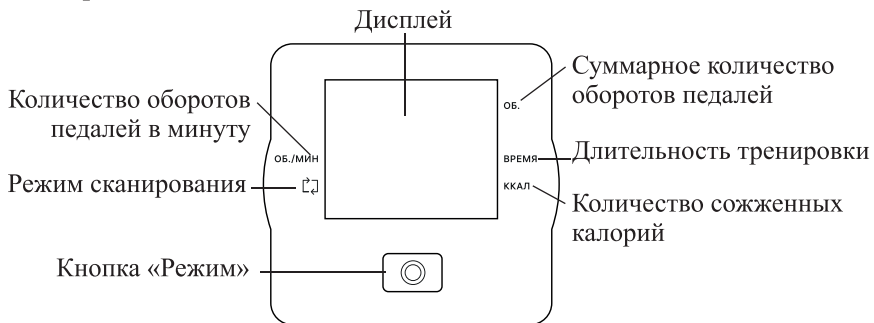 Дисплей
Суммарное количество
оборотов педалей
Количество оборотов
педалей в минуту
ОБ.
ОБ./МИН
ВРЕМЯ
Длительность тренировки
Режим сканирования
ККАЛ
Количество сожженных
калорий
Кнопка «Режим»